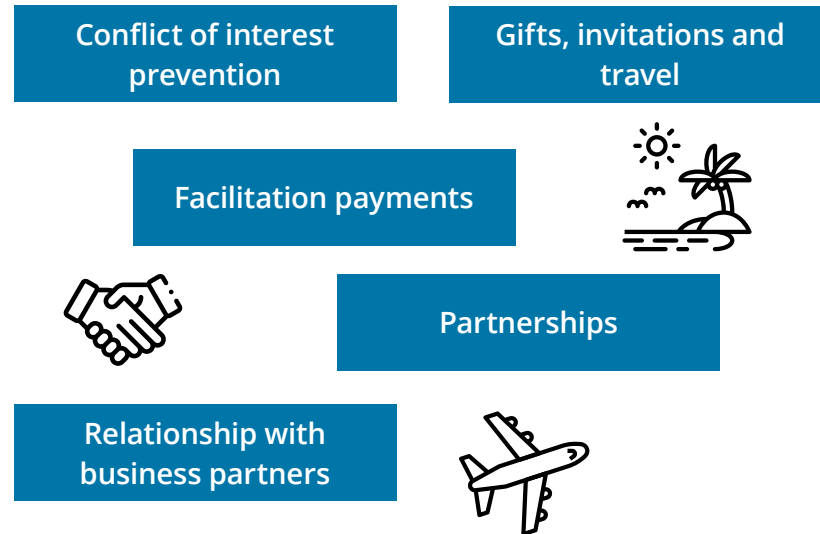 Conflict of interest
prevention
Gifts, invitations and
travel
Facilitation payments
Partnerships
Relationship with
business partners